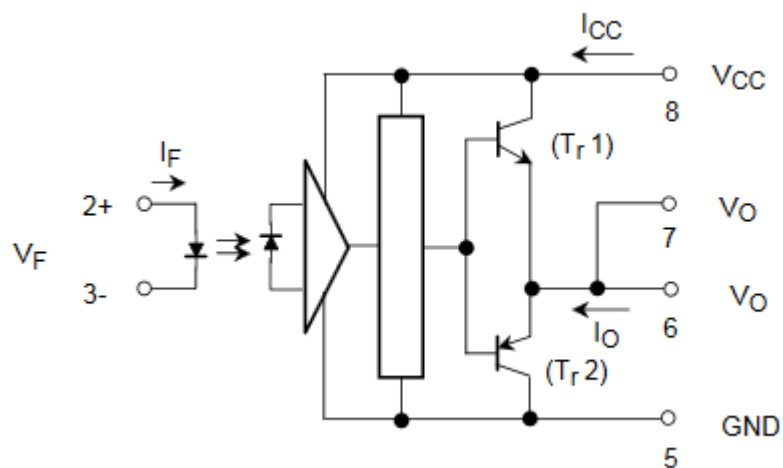 ICC
VCC
8
(Tr 1)
IF
2+
VO
7
VF
3-
VO
6
IO
(Tr 2)
GND
5